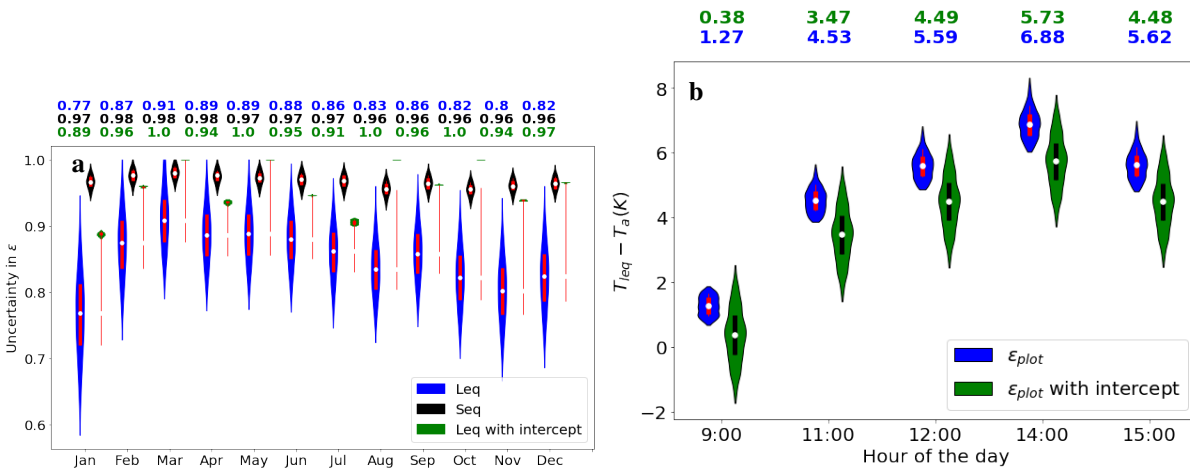 0.77 0.87 0.91 0.89 0.89 0.88 0.86 0.83 0.86 0.82 0.8 0.82
0.97 0.98 0.98 0.98 0.97 0.97 0.97 0.96 0.96 0.96 0.96 0.96
0.89 0.96 1.0 0.94 1.0 0.95 0.91 1.0 0.96 1.0 0.94 0.97
a
Uncertainty in ε
1.0
0.9
0.8
0.7
0.6
Leq
Seq
Leq with intercept
Jan Feb Mar Apr May Jun Jul Aug Sep Oct Nov Dec
0.38 3.47 4.49 5.73 4.48
1.27 4.53 5.59 6.88 5.62
b
T_leq − T_a(K)
8
6
4
2
0
−2
ε_plot
ε_plot with intercept
9:00 11:00 12:00 14:00 15:00
Hour of the day